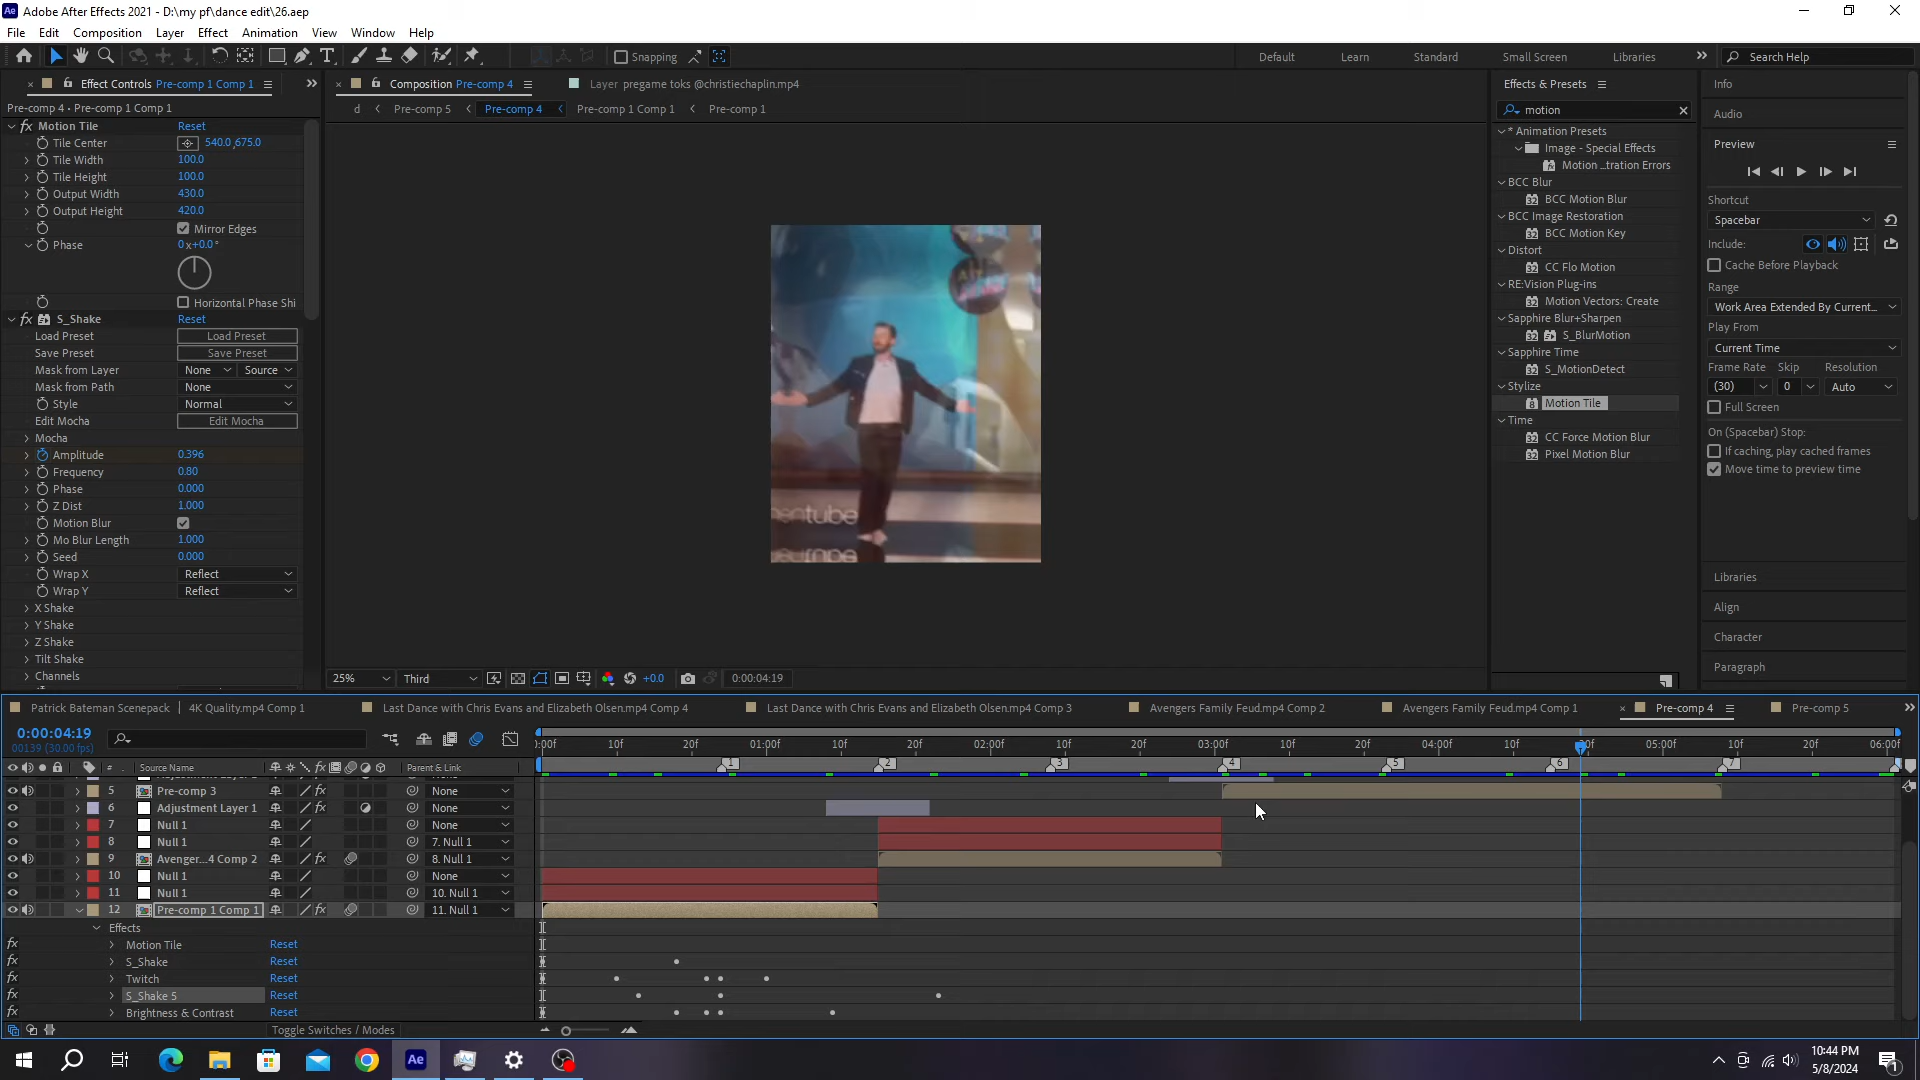 Adobe After Effects 2021 - D:\my pf\dance edit\26.aep
File Edit Composition Layer Effect Animation View Window Help
Snapping
Default Learn Standard Small Screen Libraries Search Help
Effect Controls Pre-comp 1 Comp 1
Composition Pre-comp 4
Layer pregame toks @christiechaplin.mp4
Pre-comp 4 • Pre-comp 1 Comp 1
d Pre-comp 5 Pre-comp 4 Pre-comp 1 Comp 1 Pre-comp 1
Motion Tile Reset
Tile Center 540.0,675.0
Tile Width 100.0
Tile Height 100.0
Output Width 430.0
Output Height 420.0
Mirror Edges
Phase 0x+0.0°
Horizontal Phase Shi
S_Shake Reset
Load Preset Load Preset
Save Preset Save Preset
Mask from Layer None Source
Mask from Path None
Style Normal
Edit Mocha Edit Mocha
Mocha
Amplitude 0.396
Frequency 0.80
Phase 0.000
Z Dist 1.000
Motion Blur
Mo Blur Length 1.000
Seed 0.000
Wrap X Reflect
Wrap Y Reflect
X Shake
Y Shake
Z Shake
Tilt Shake
Channels
25% Third +0.0 0:00:04:19
Effects & Presets
motion
* Animation Presets
Image - Special Effects
Motion ...tration Errors
BCC Blur
BCC Motion Blur
BCC Image Restoration
BCC Motion Key
Distort
CC Flo Motion
RE:Vision Plug-ins
Motion Vectors: Create
Sapphire Blur+Sharpen
S_BlurMotion
Sapphire Time
S_MotionDetect
Stylize
Motion Tile
Time
CC Force Motion Blur
Pixel Motion Blur
Info
Audio
Preview
Shortcut
Spacebar
Include:
Cache Before Playback
Range
Work Area Extended By Current...
Play From
Current Time
Frame Rate Skip Resolution
(30) 0 Auto
Full Screen
On (Spacebar) Stop:
If caching, play cached frames
Move time to preview time
Libraries
Align
Character
Paragraph
Patrick Bateman Scenepack | 4K Quality.mp4 Comp 1
Last Dance with Chris Evans and Elizabeth Olsen.mp4 Comp 4
Last Dance with Chris Evans and Elizabeth Olsen.mp4 Comp 3
Avengers Family Feud.mp4 Comp 2
Avengers Family Feud.mp4 Comp 1
Pre-comp 4
Pre-comp 5
0:00:04:19
00139 (30.00 fps)
:00f 10f 20f 01:00f 10f 20f 02:00f 10f 20f 03:00f 10f 20f 04:00f 10f 05:00f 10f 20f 06:00f
# Source Name Parent & Link
1 2 3 4 5 6 7
5 Pre-comp 3 None
6 Adjustment Layer 1 None
7 Null 1 None
8 Null 1 7. Null 1
9 Avenger...4 Comp 2 8. Null 1
10 Null 1 None
11 Null 1 10. Null 1
12 Pre-comp 1 Comp 1 11. Null 1
Effects
Motion Tile Reset
S_Shake Reset
Twitch Reset
S_Shake 5 Reset
Brightness & Contrast Reset
Toggle Switches / Modes
10:44 PM
5/8/2024